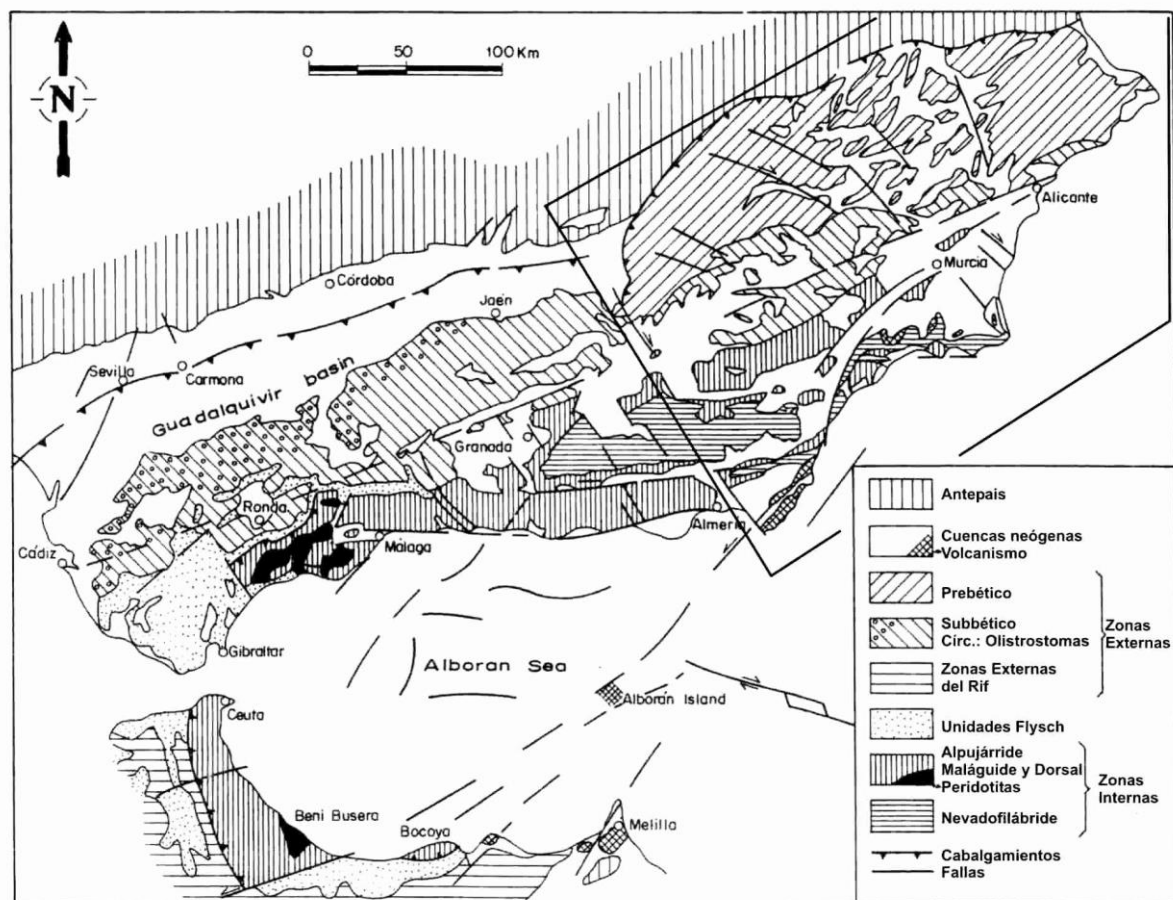 N
0 50 100 Km
Alicante
Murcia
Córdoba
Jaén
Sevilla
Carmona
Guadalquivir basin
Granada
Ronda
Almería
Málaga
Cádiz
Gibraltar
Alboran Sea
Alborán Island
Ceuta
Beni Busera
Bocoya
Melilla
Antepais
Cuencas neógenas
Volcanismo
Prebético
Subbético
Círc.: Olistrostomas
Zonas
Externas
Zonas Externas
del Rif
Unidades Flysch
Alpujárride
Maláguide y Dorsal
Peridotitas
Zonas
Internas
Nevadofilábride
Cabalgamientos
Fallas